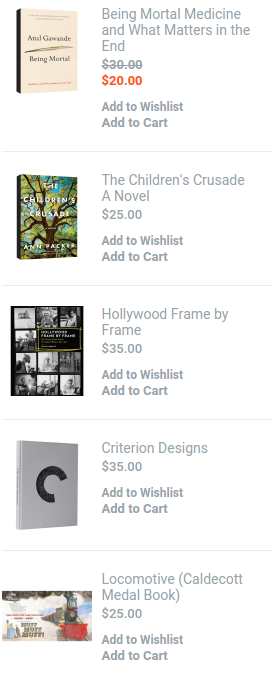 Atul Gawande
Being Mortal
Being Mortal Medicine
and What Matters in the
End
$30.00
$20.00
Add to Wishlist
Add to Cart
THE
CHILDREN'S
CRUSADE
ANN PACKER
The Children's Crusade
A Novel
$25.00
Add to Wishlist
Add to Cart
HOLLYWOOD
FRAME BY FRAME
Hollywood Frame by
Frame
$35.00
Add to Wishlist
Add to Cart
Criterion Designs
$35.00
Add to Wishlist
Add to Cart
HUFF
HUFF
HUFF!
Locomotive (Caldecott
Medal Book)
$25.00
Add to Wishlist
Add to Cart